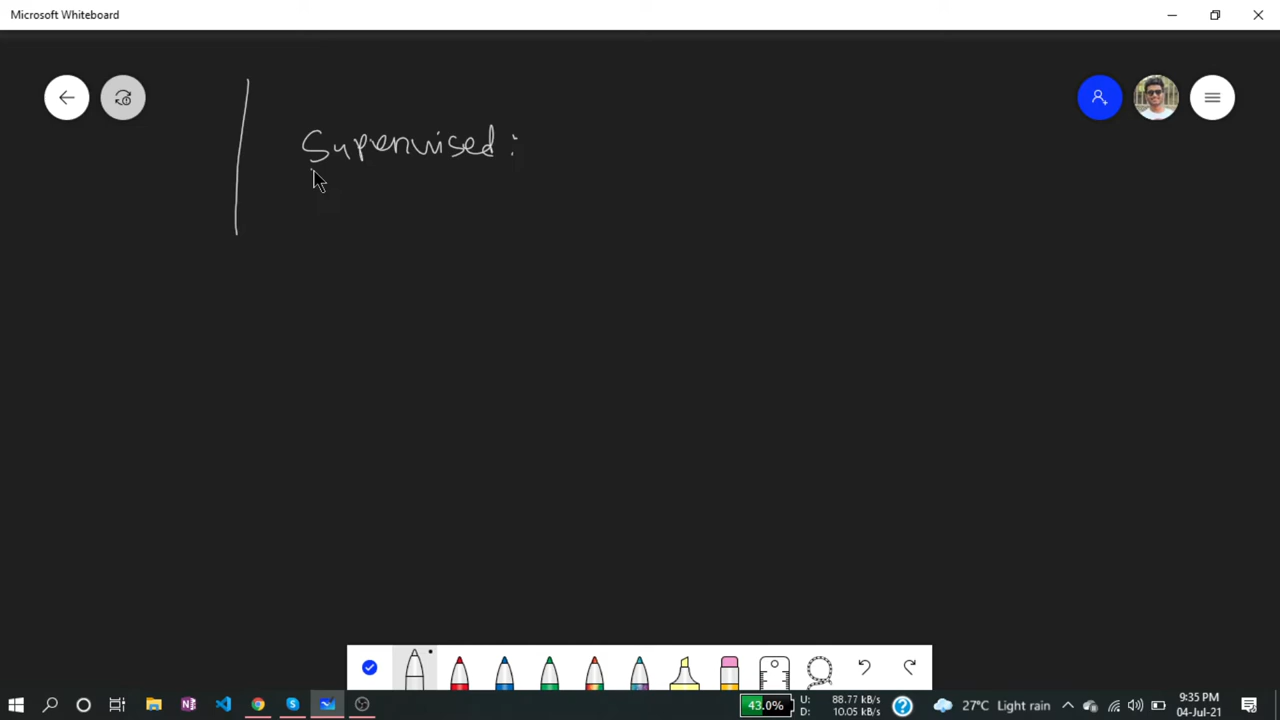 Microsoft Whiteboard
Supervised:
43.0%
U: 88.77 kB/s
D: 10.05 kB/s
27°C Light rain
9:35 PM
04-Jul-21